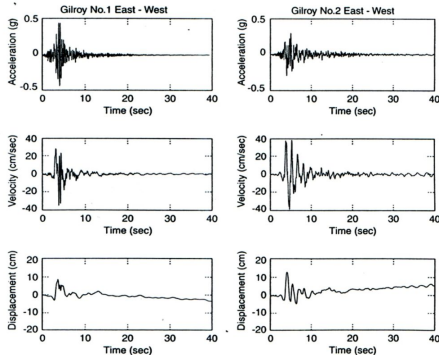 Gilroy No.1 East - West
Acceleration (g)
0.5
0
-0.5
0 10 20 30 40
Time (sec)
Gilroy No.2 East - West
Acceleration (g)
0.5
0
-0.5
0 10 20 30 40
Time (sec)
Velocity (cm/sec)
40
20
0
-20
-40
0 10 20 30 40
Time (sec)
Velocity (cm/sec)
40
20
0
-20
-40
0 10 20 30 40
Time (sec)
Displacement (cm)
20
10
0
-10
-20
0 10 20 30 40
Time (sec)
Displacement (cm)
20
10
0
-10
-20
0 10 20 30 40
Time (sec)